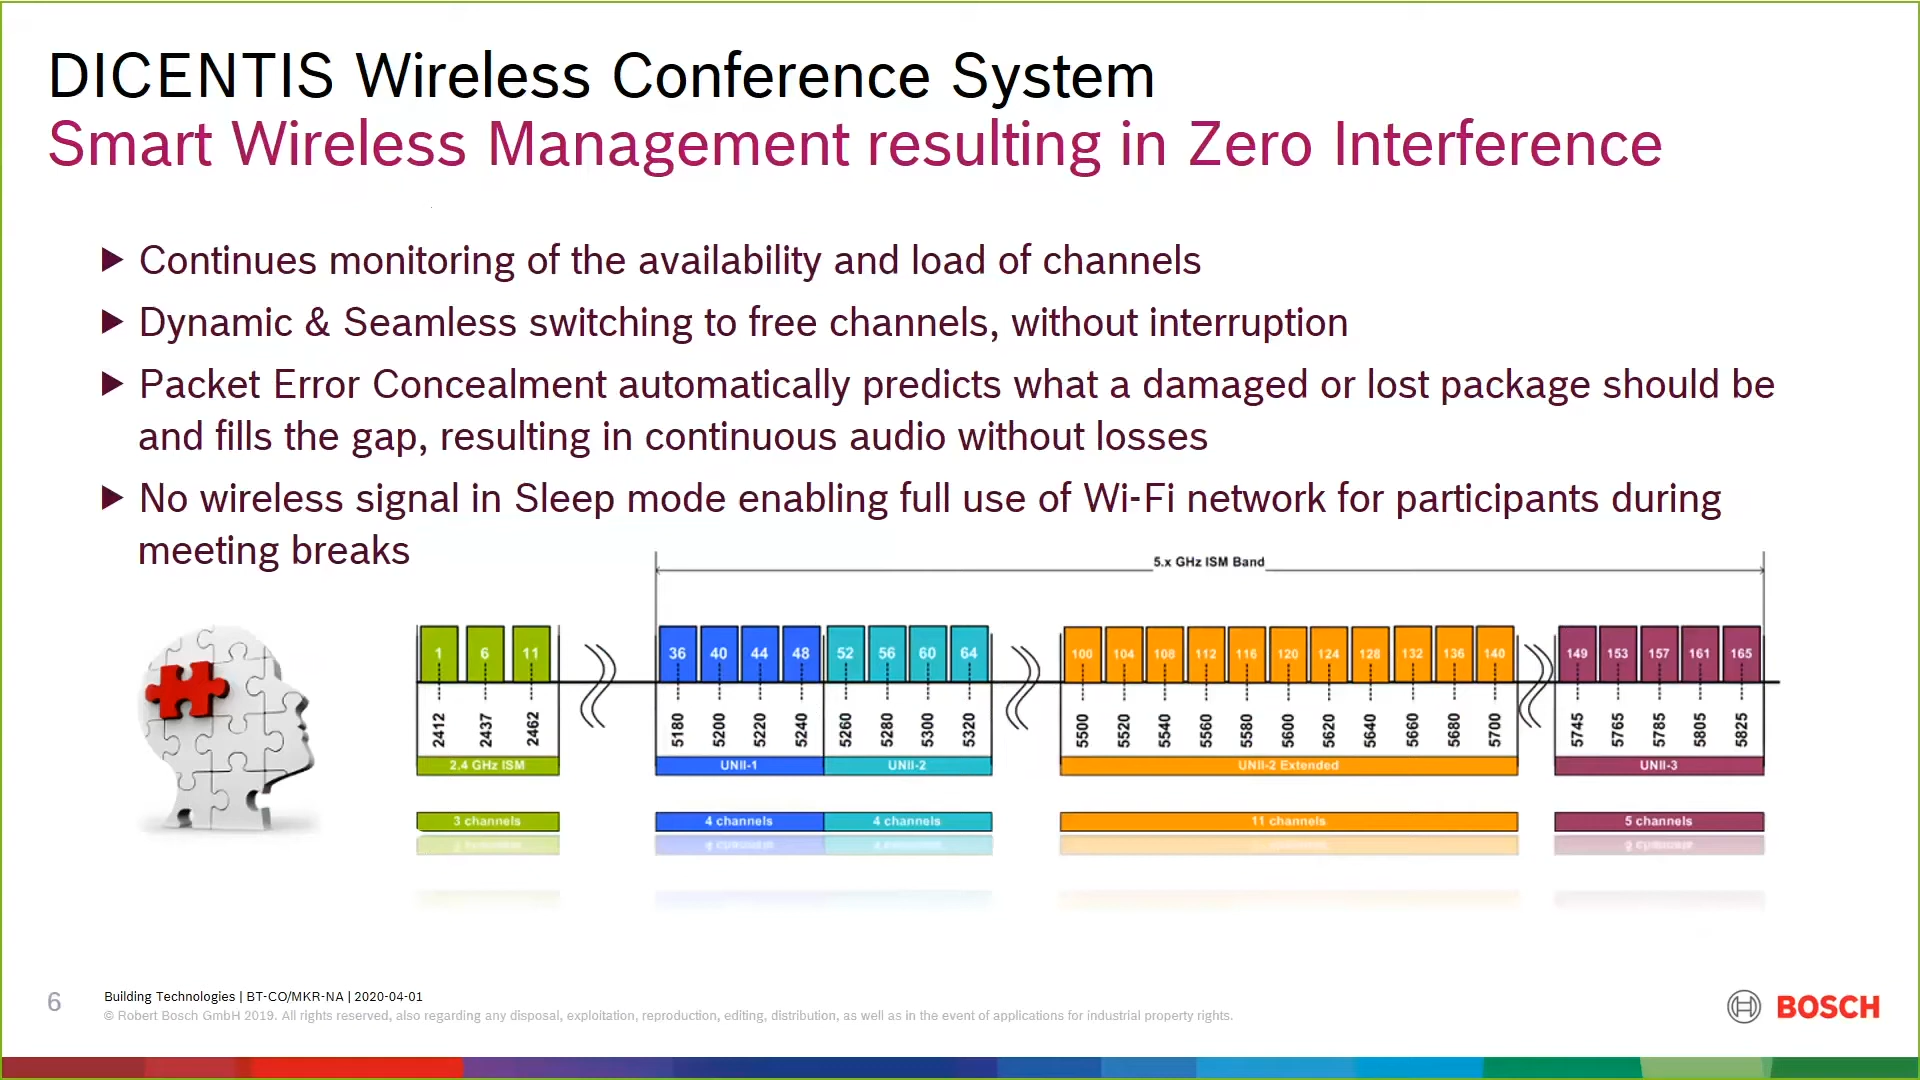 DICENTIS Wireless Conference System
Smart Wireless Management resulting in Zero Interference
Continues monitoring of the availability and load of channels
Dynamic & Seamless switching to free channels, without interruption
Packet Error Concealment automatically predicts what a damaged or lost package should be
and fills the gap, resulting in continuous audio without losses
No wireless signal in Sleep mode enabling full use of Wi-Fi network for participants during
meeting breaks
5.x GHz ISM Band
1 6 11 36 40 44 48 52 56 60 64 100 104 108 112 116 120 124 128 132 136 140 149 153 157 161 165
2412 2437 2462 5180 5200 5220 5240 5260 5280 5300 5320 5500 5520 5540 5560 5580 5600 5620 5640 5660 5680 5700 5745 5765 5785 5805 5825
2.4 GHz ISM UNII-1 UNII-2 UNII-2 Extended UNII-3
3 channels 4 channels 4 channels 11 channels 5 channels
6
Building Technologies | BT-CO/MKR-NA | 2020-04-01
© Robert Bosch GmbH 2019. All rights reserved, also regarding any disposal, exploitation, reproduction, editing, distribution, as well as in the event of applications for industrial property rights.
BOSCH